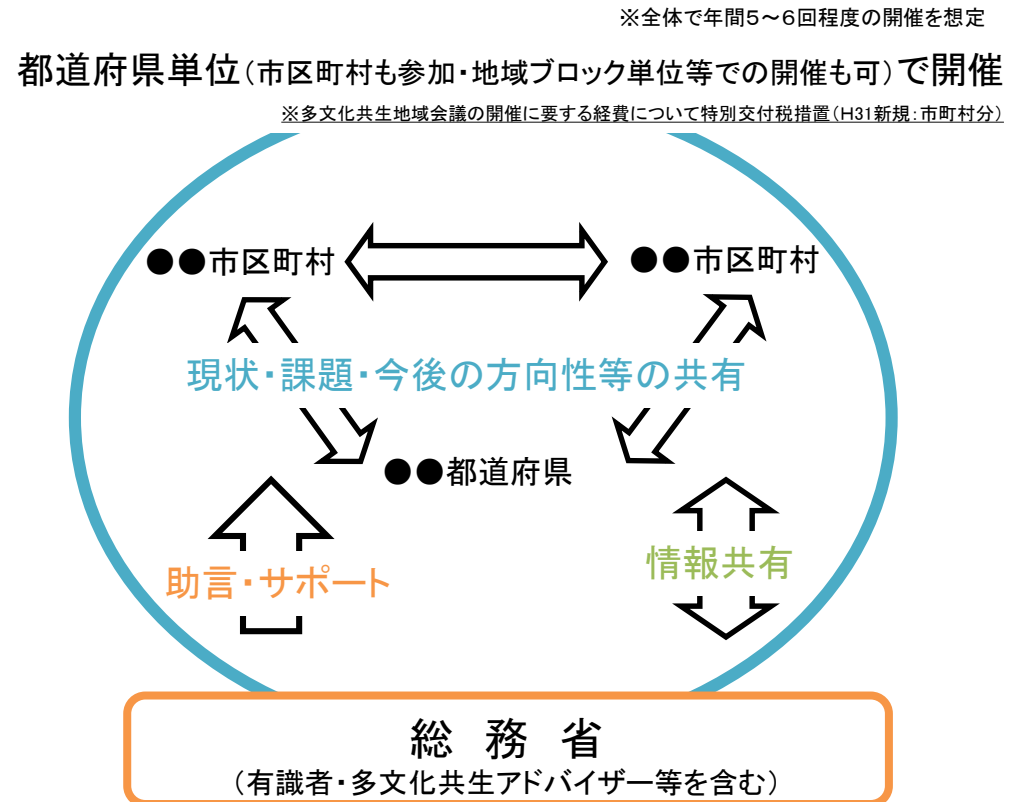 ※全体で年間5~6回程度の開催を想定
都道府県単位(市区町村も参加・地域ブロック単位等での開催も可)で開催
※多文化共生地域会議の開催に要する経費について特別交付税措置(H31新規:市町村分)
●●市区町村
●●市区町村
現状・課題・今後の方向性等の共有
●●都道府県
助言・サポート
情報共有
総 務 省
(有識者・多文化共生アドバイザー等を含む)